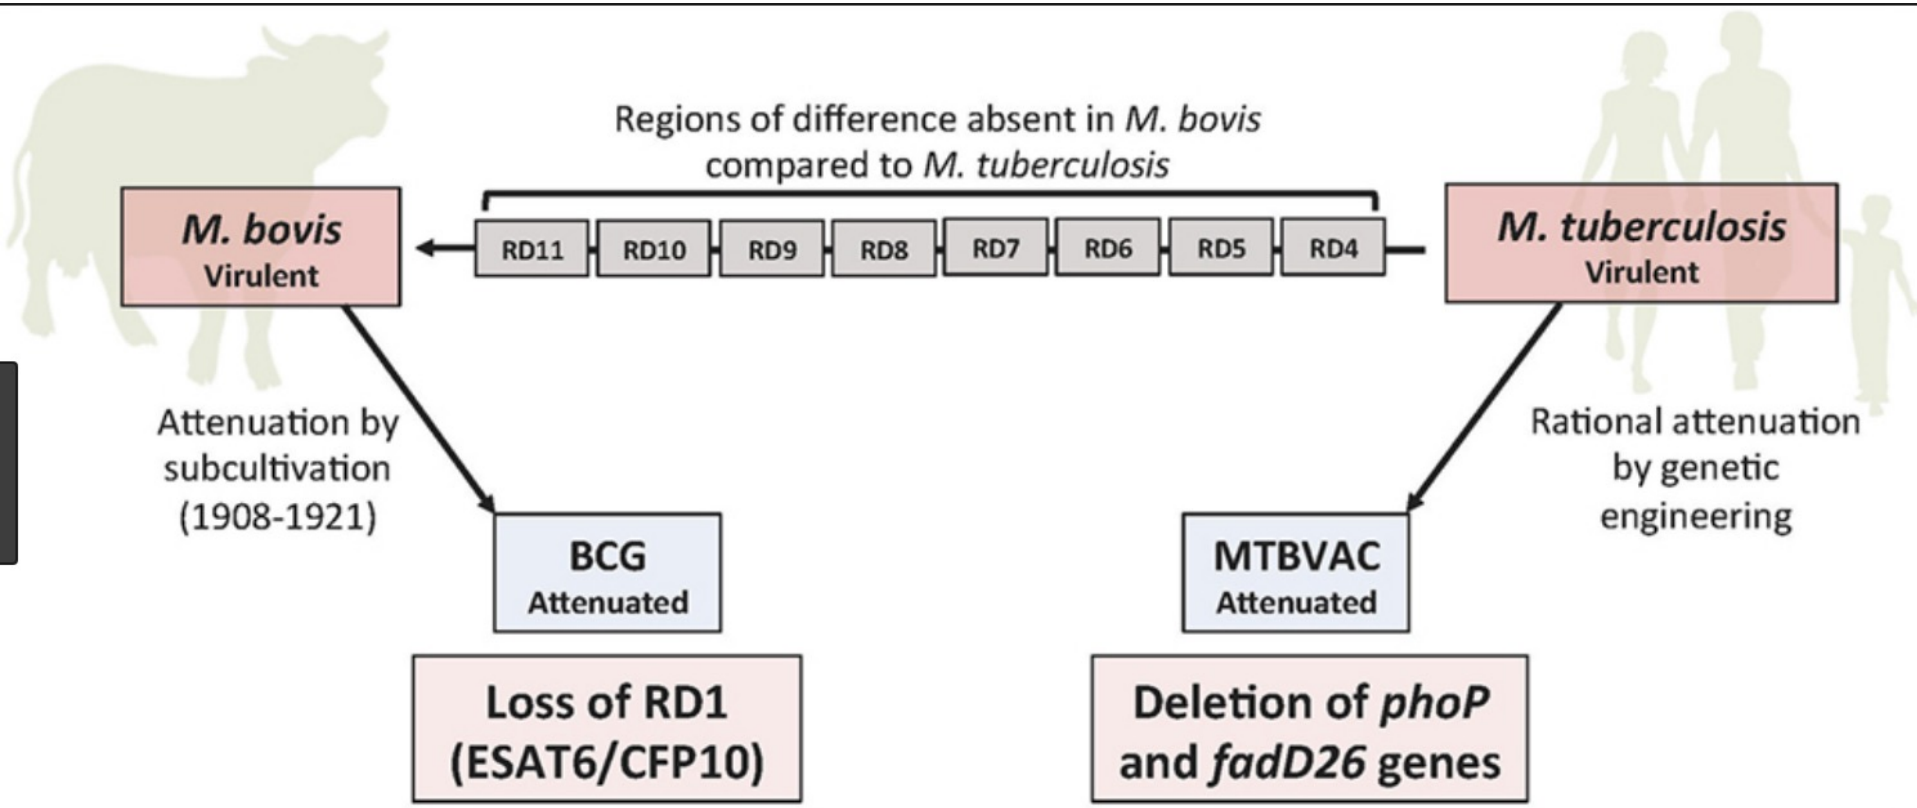 Regions of difference absent in M. bovis
compared to M. tuberculosis
M. bovis
Virulent
RD11
RD10
RD9
RD8
RD7
RD6
RD5
RD4
M. tuberculosis
Virulent
Attenuation by
subcultivation
(1908-1921)
Rational attenuation
by genetic
engineering
BCG
Attenuated
MTBVAC
Attenuated
Loss of RD1
(ESAT6/CFP10)
Deletion of phoP
and fadD26 genes